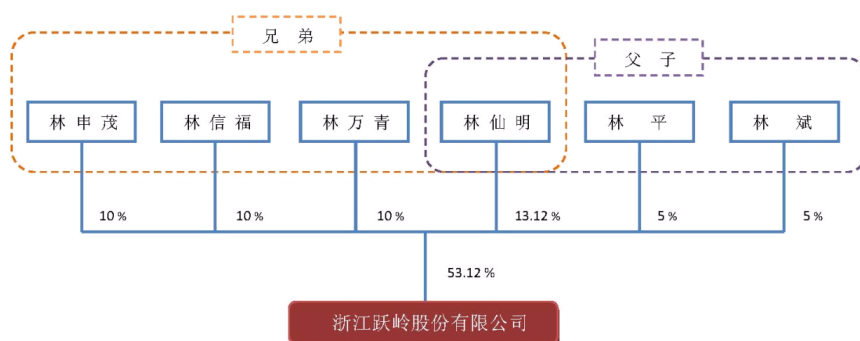 兄 弟
父 子
林申茂
林信福
林万青
林仙明
林 平
林 斌
10 %
10 %
10 %
13.12 %
5 %
5 %
53.12 %
浙江跃岭股份有限公司